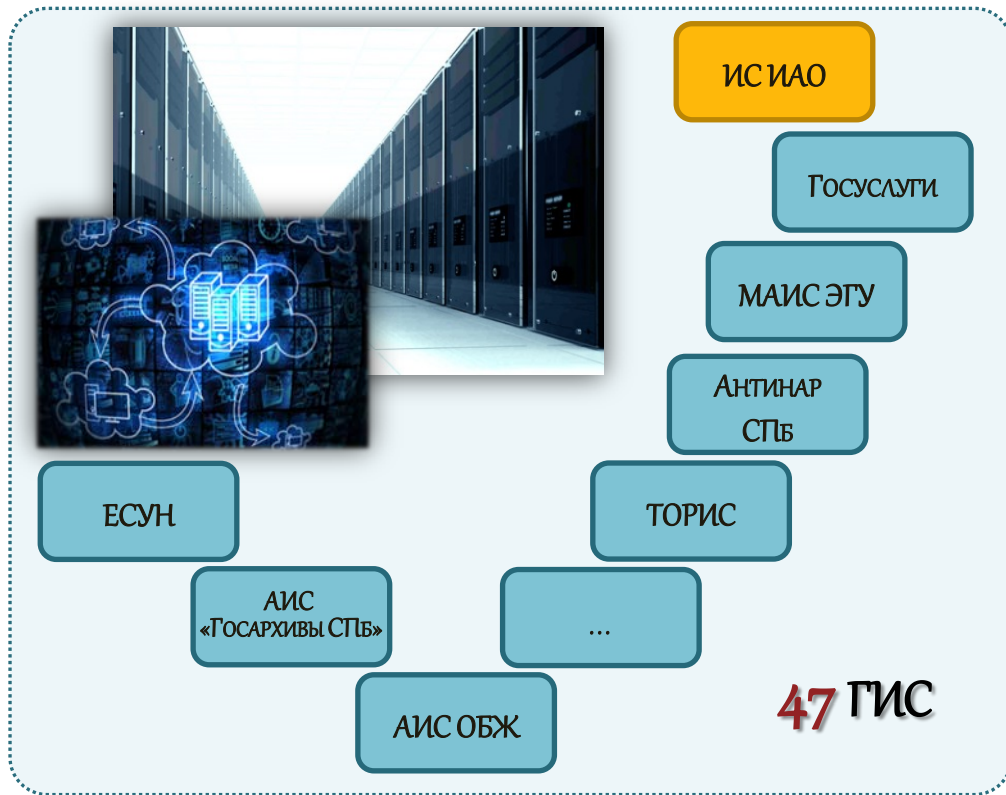 ИС ИАО
Госуслуги
МАИС ЭГУ
Антинар
СПб
ЕСУН
ТОРИС
АИС
«Госархивы СПб»
...
АИС ОБЖ
47 ГИС